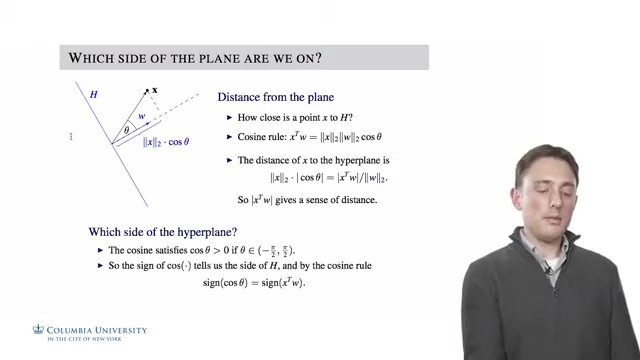 WHICH SIDE OF THE PLANE ARE WE ON?
H
x
w
θ
‖x‖₂ · cos θ
Distance from the plane
▶ How close is a point x to H?
▶ Cosine rule: xᵀw = ‖x‖₂‖w‖₂ cos θ
▶ The distance of x to the hyperplane is
‖x‖₂ · |cos θ| = |xᵀw|/‖w‖₂.
So |xᵀw| gives a sense of distance.
Which side of the hyperplane?
▶ The cosine satisfies cos θ > 0 if θ ∈ (−π/2, π/2).
▶ So the sign of cos(·) tells us the side of H, and by the cosine rule
sign(cos θ) = sign(xᵀw).
COLUMBIA UNIVERSITY
IN THE CITY OF NEW YORK